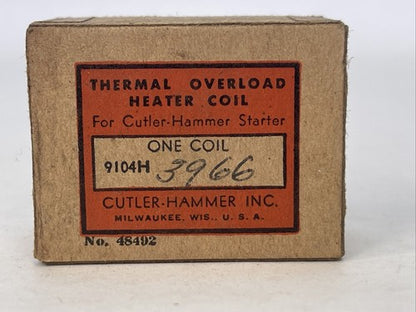 THERMAL OVERLOAD
HEATER COIL
For Cutler-Hammer Starter
ONE COIL
9104H 3966
CUTLER-HAMMER INC.
MILWAUKEE, WIS., U. S. A.
No. 48492